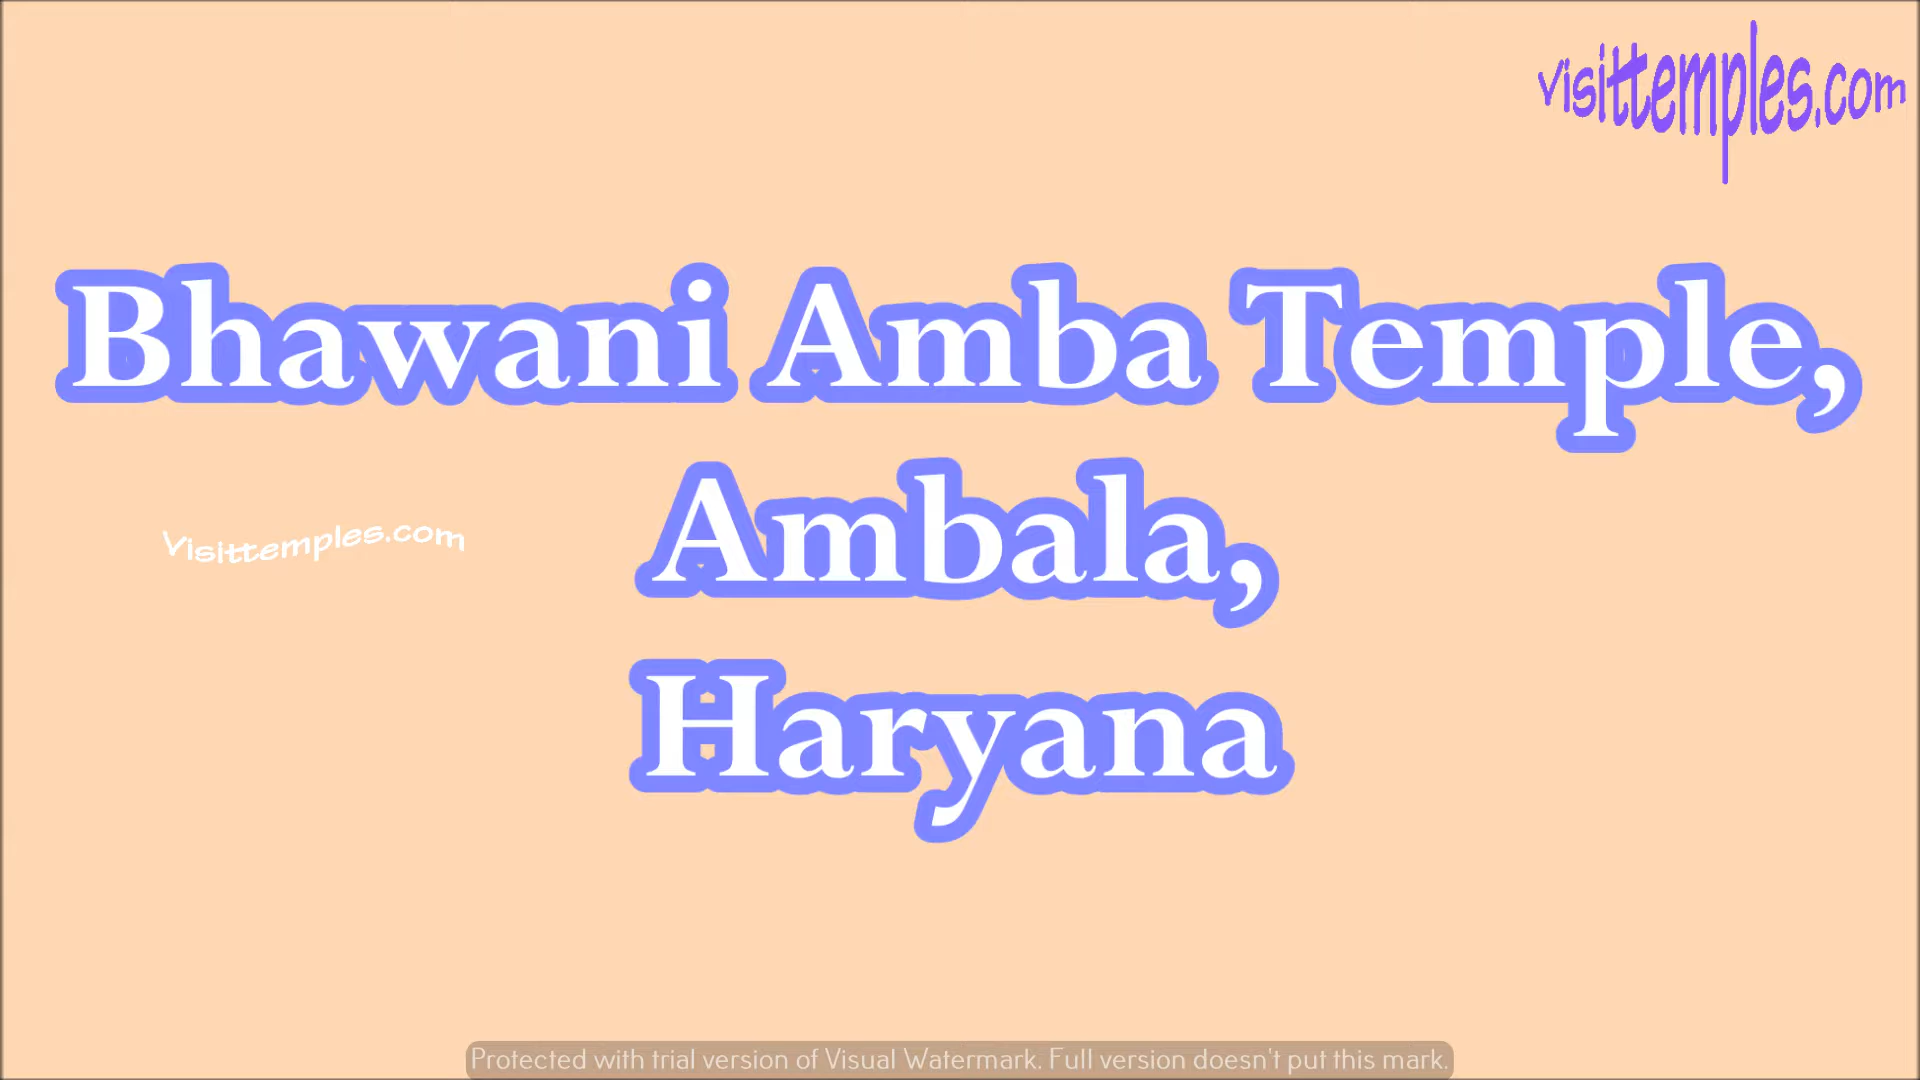 visittemples.com
Bhawani Amba Temple,
Ambala,
Visittemples.com
Haryana
Protected with trial version of Visual Watermark. Full version doesn't put this mark.